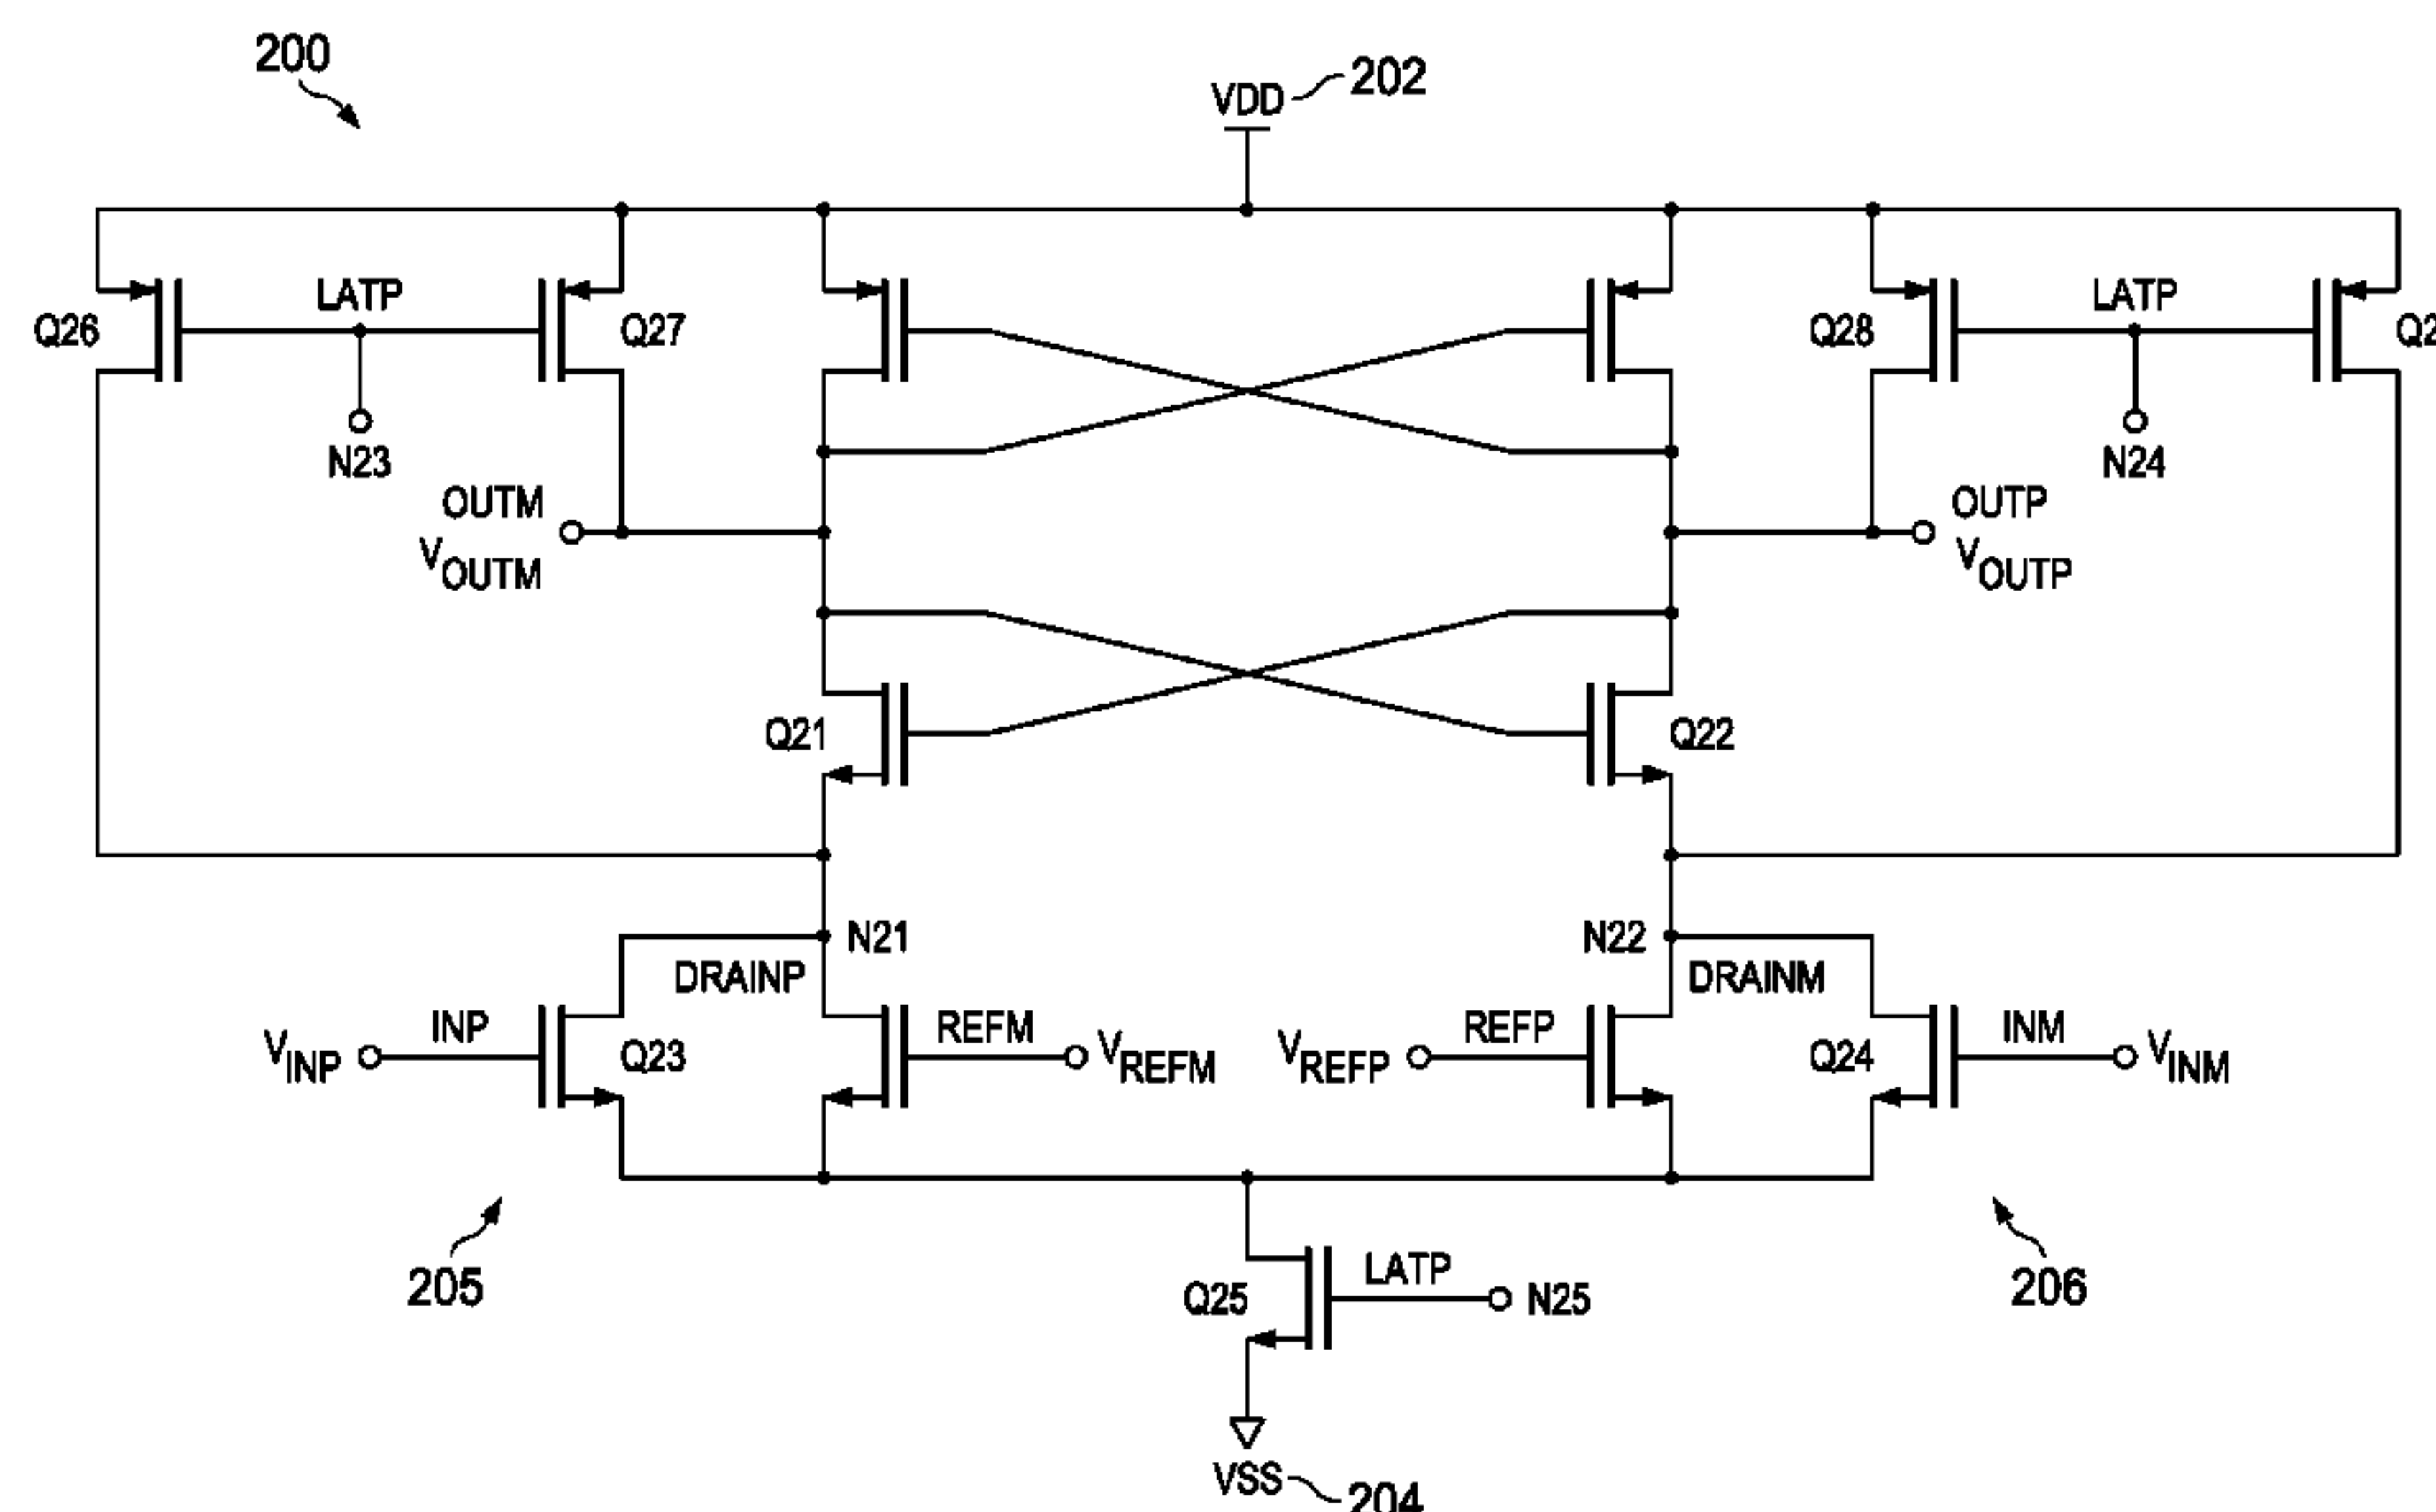 200
VDD 202
Q26 LATP Q27 Q28 LATP
N23 N24
OUTM OUTP
VOUTM VOUTP
Q21 Q22
N21 N22
DRAINP DRAINM
INP REFM REFP INM
VINP Q23 VREFM VREFP Q24 VINM
205 LATP 206
Q25 N25
VSS 204